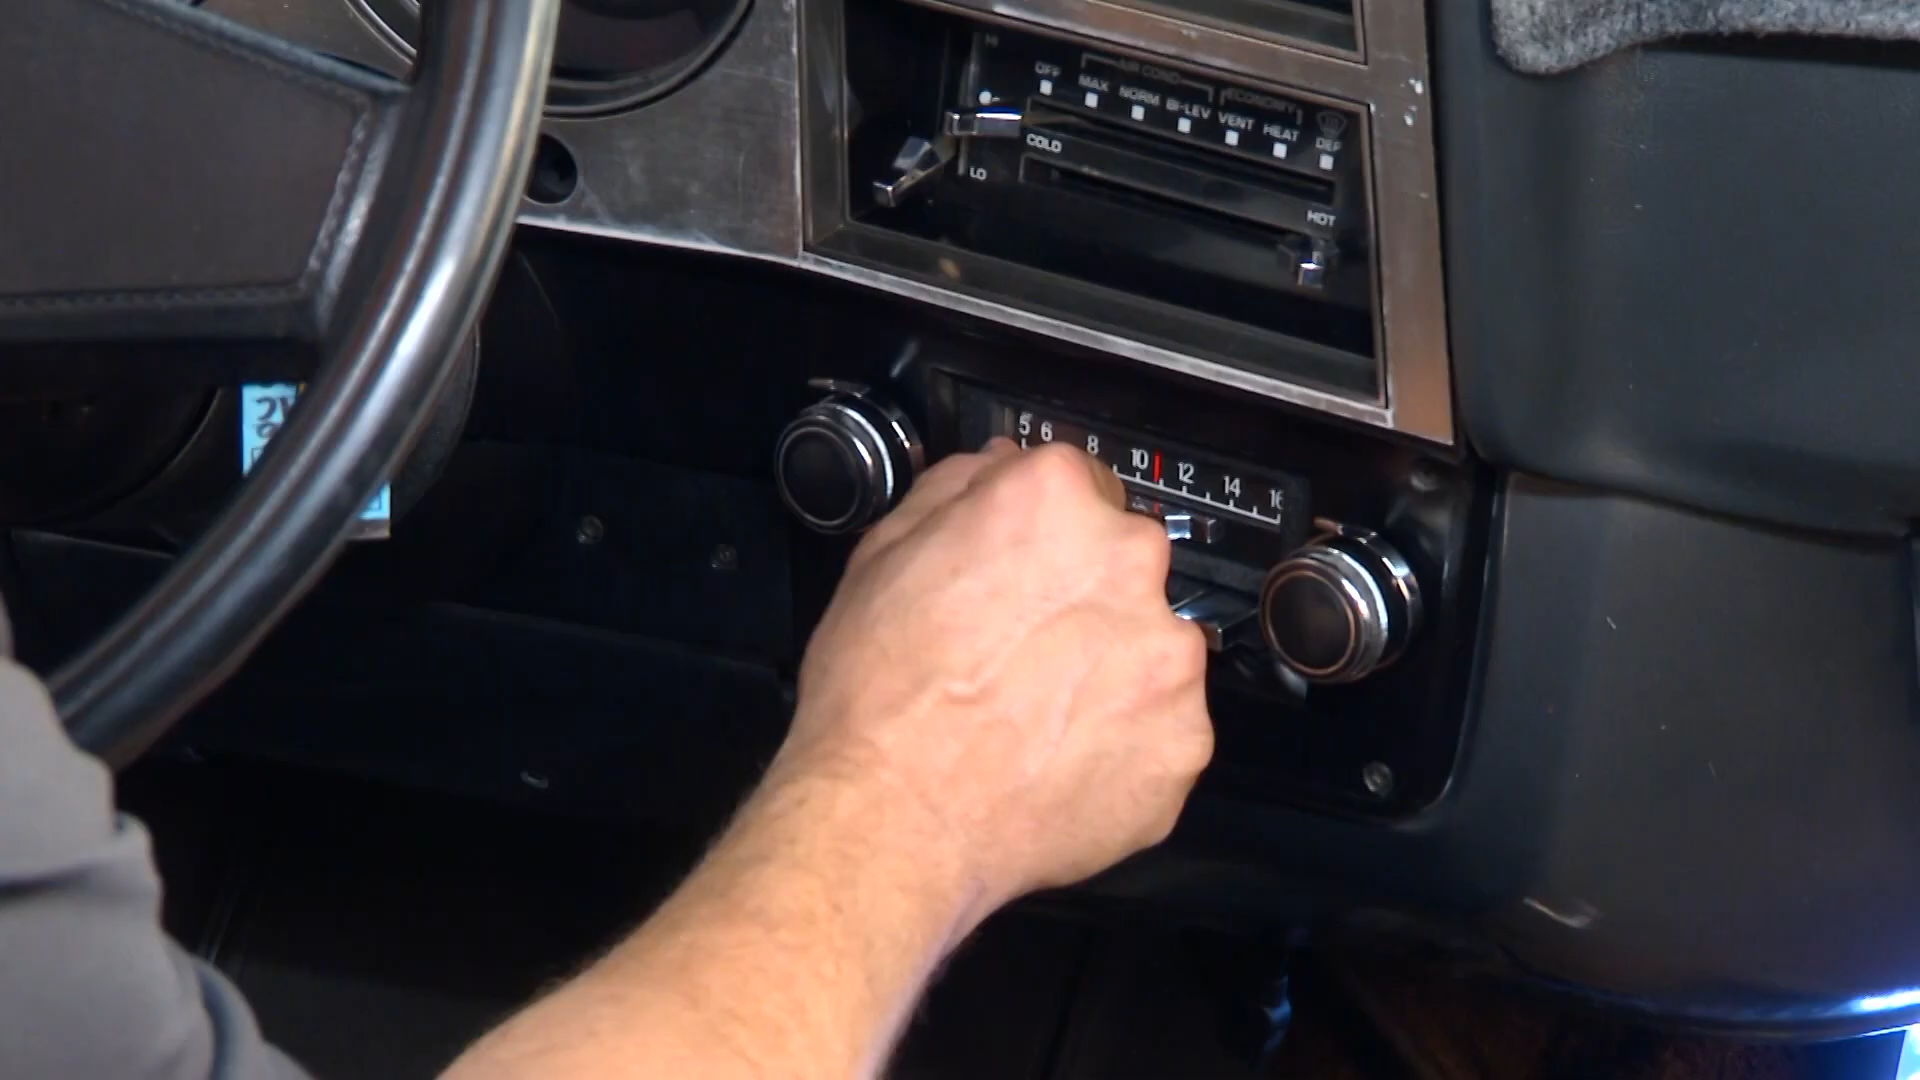 HI
AIR COND
ECONOMY
OFF MAX NORM BI-LEV VENT HEAT DEF
COLD
LO
HOT
5 6 8 10 12 14 16